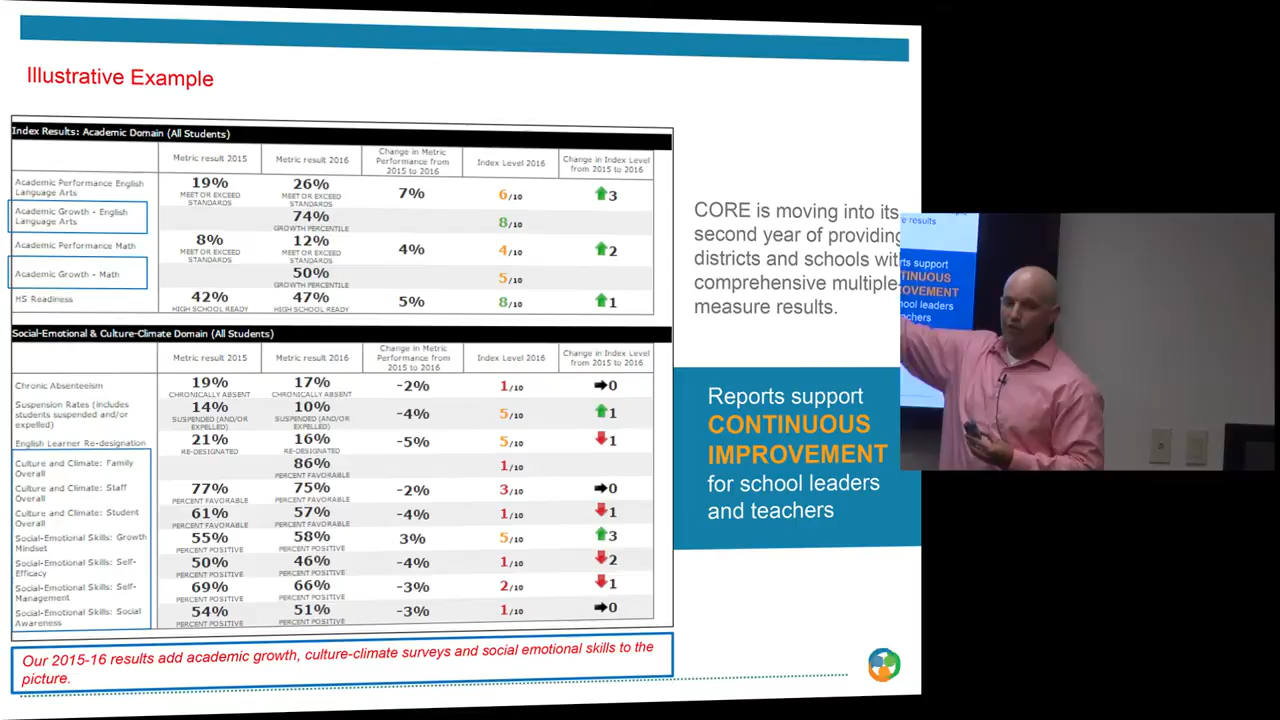 Illustrative Example
Index Results: Academic Domain (All Students)
Metric result 2015
Metric result 2016
Change in Metric
Performance from
2015 to 2016
Index Level 2016
Change in Index Level
from 2015 to 2016
Academic Performance English
Language Arts
19%
MEET OR EXCEED
STANDARDS
26%
MEET OR EXCEED
STANDARDS
7%
6/10
3
Academic Growth - English
Language Arts
74%
GROWTH PERCENTILE
8/10
Academic Performance Math
8%
MEET OR EXCEED
STANDARDS
12%
MEET OR EXCEED
STANDARDS
4%
4/10
2
Academic Growth - Math
50%
GROWTH PERCENTILE
5/10
HS Readiness
42%
HIGH SCHOOL READY
47%
HIGH SCHOOL READY
5%
8/10
1
Social-Emotional & Culture-Climate Domain (All Students)
Metric result 2015
Metric result 2016
Change in Metric
Performance from
2015 to 2016
Index Level 2016
Change in Index Level
from 2015 to 2016
Chronic Absenteeism
19%
CHRONICALLY ABSENT
17%
CHRONICALLY ABSENT
-2%
1/10
0
Suspension Rates (includes
students suspended and/or
expelled)
14%
SUSPENDED (AND/OR
EXPELLED)
10%
SUSPENDED (AND/OR
EXPELLED)
-4%
5/10
1
English Learner Re-designation
21%
RE-DESIGNATED
16%
RE-DESIGNATED
-5%
5/10
1
Culture and Climate: Family
Overall
86%
PERCENT FAVORABLE
1/10
Culture and Climate: Staff
Overall
77%
PERCENT FAVORABLE
75%
PERCENT FAVORABLE
-2%
3/10
0
Culture and Climate: Student
Overall
61%
PERCENT FAVORABLE
57%
PERCENT FAVORABLE
-4%
1/10
1
Social-Emotional Skills: Growth
Mindset
55%
PERCENT POSITIVE
58%
PERCENT POSITIVE
3%
5/10
3
Social-Emotional Skills: Self-
Efficacy
50%
PERCENT POSITIVE
46%
PERCENT POSITIVE
-4%
1/10
2
Social-Emotional Skills: Self-
Management
69%
PERCENT POSITIVE
66%
PERCENT POSITIVE
-3%
2/10
1
Social-Emotional Skills: Social
Awareness
54%
PERCENT POSITIVE
51%
PERCENT POSITIVE
-3%
1/10
0
Our 2015-16 results add academic growth, culture-climate surveys and social emotional skills to the
picture.
CORE is moving into its
second year of providing
districts and schools wit
comprehensive multiple
measure results.
Reports support
CONTINUOUS
IMPROVEMENT
for school leaders
and teachers
re results
rts support
TINUOUS
OVEMENT
hool leaders
chers